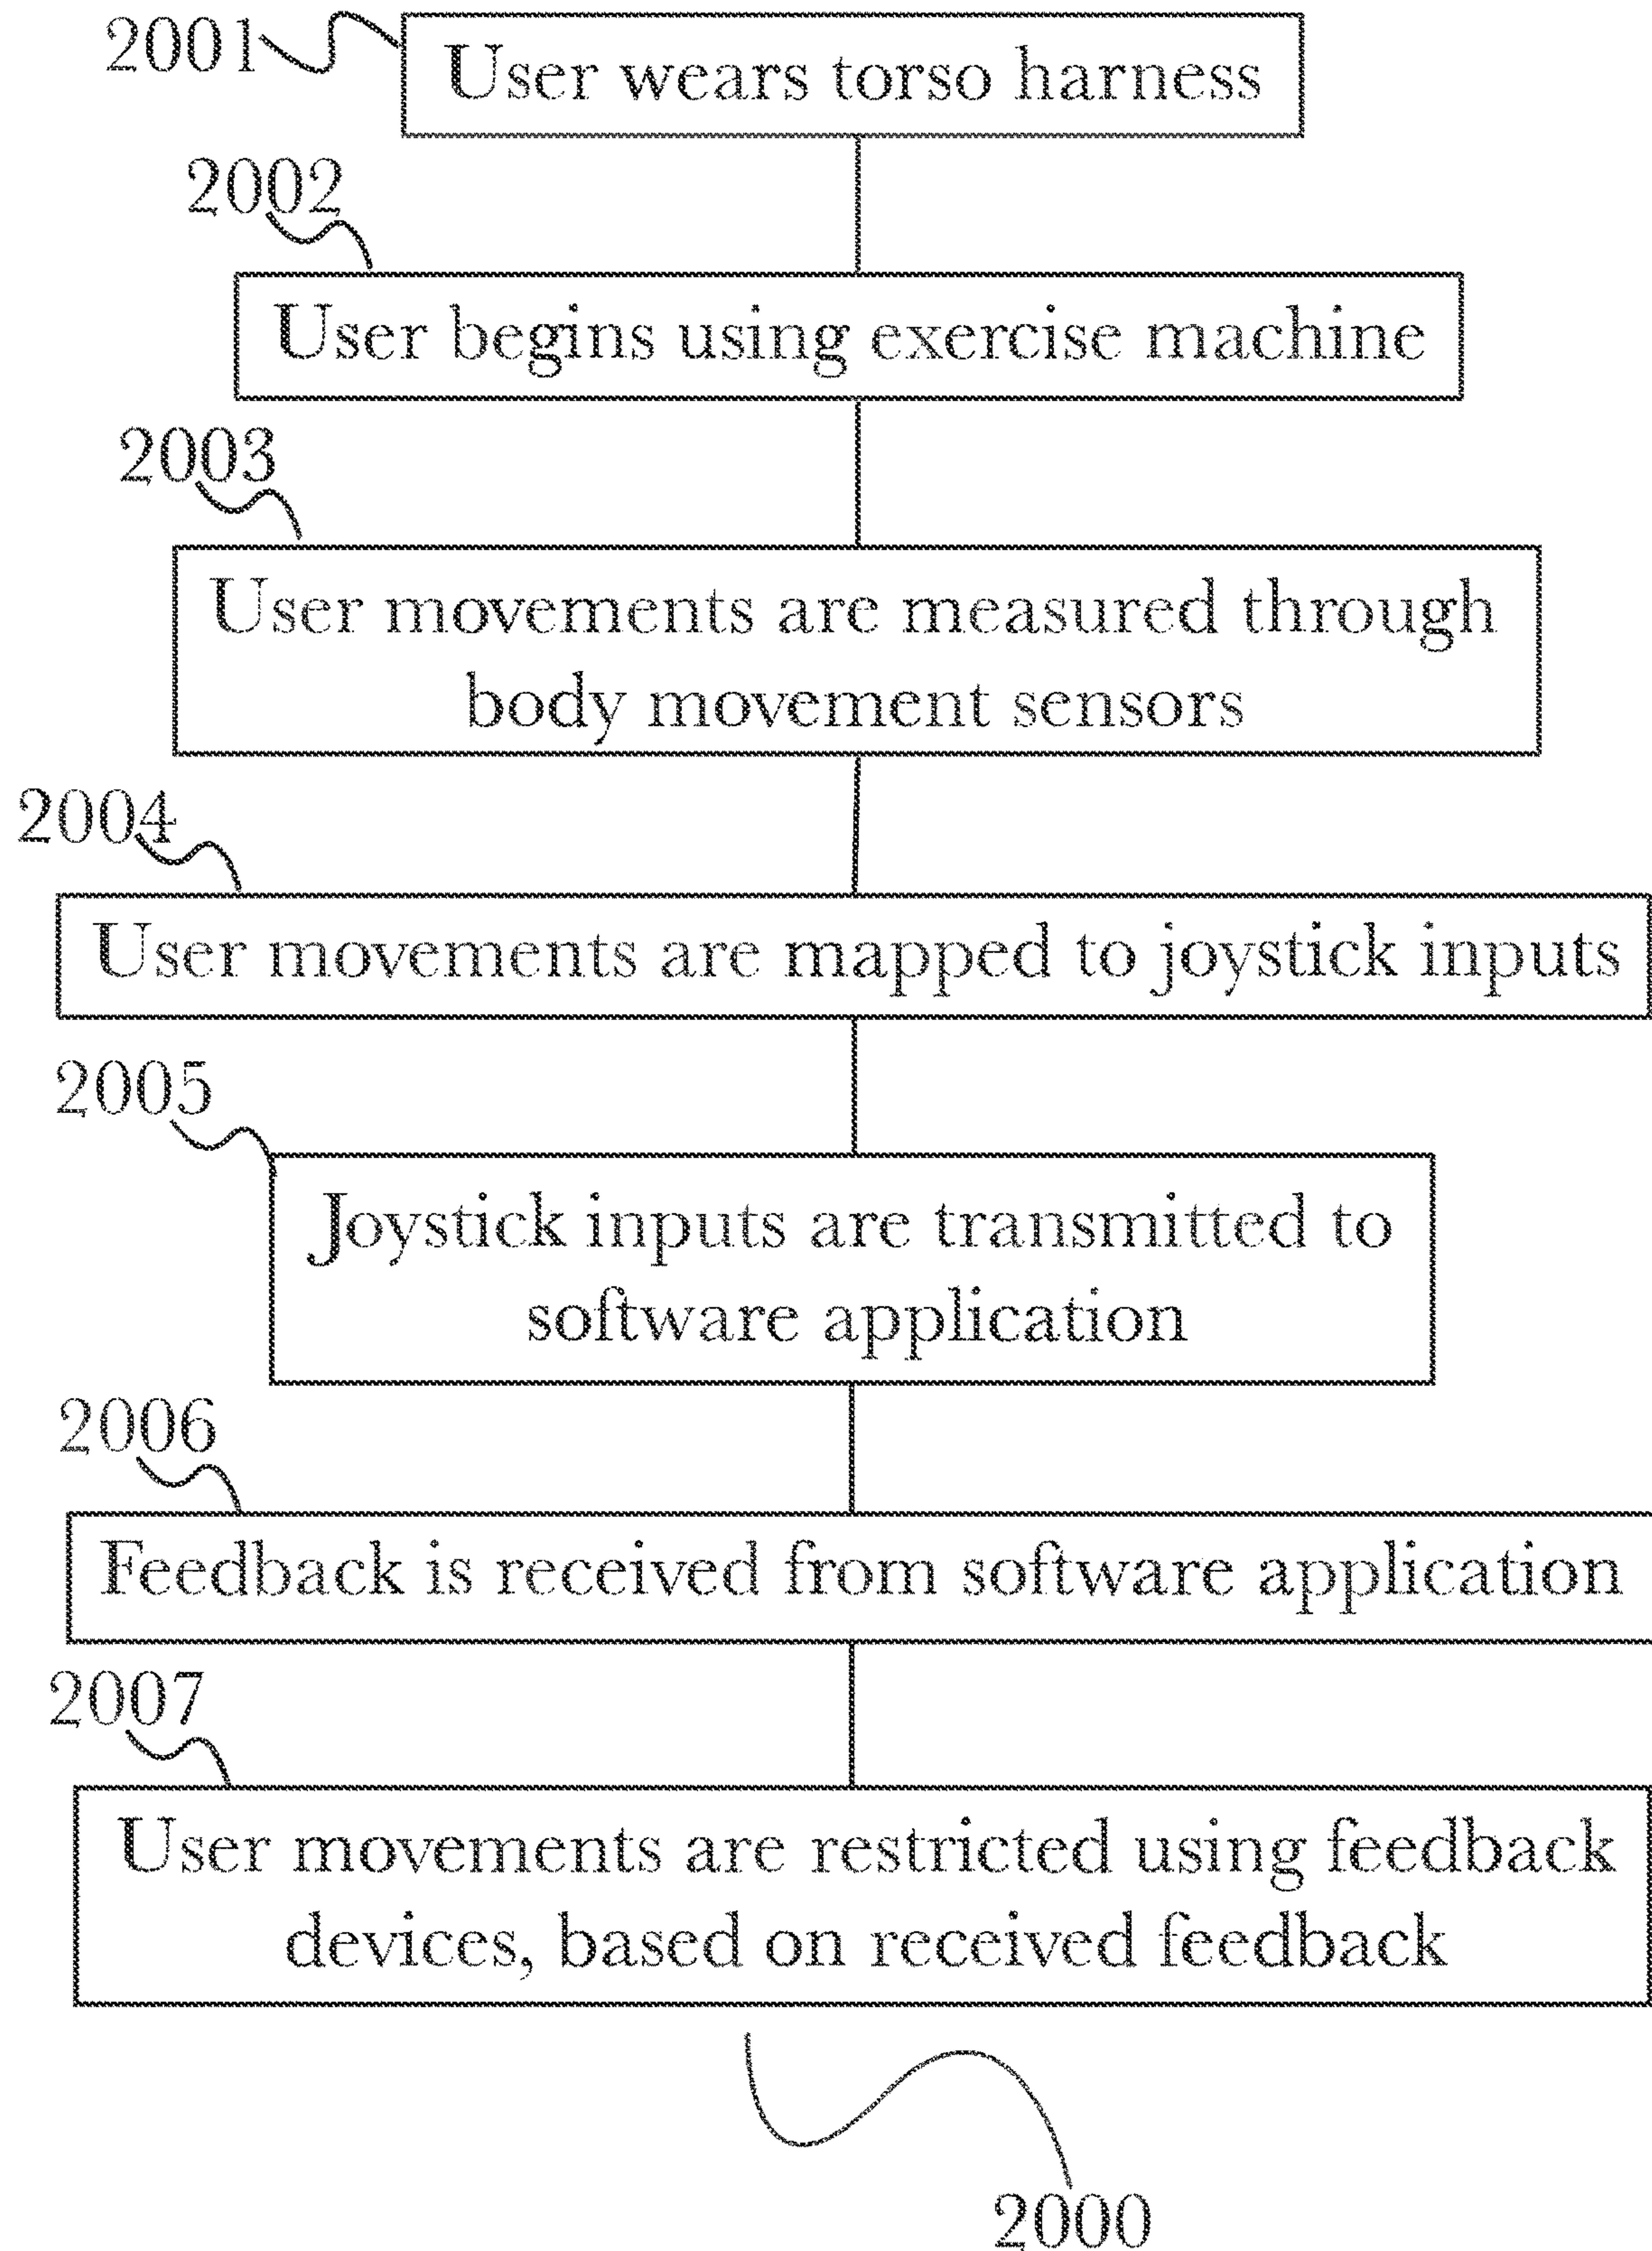 2001
User wears torso harness
2002
User begins using exercise machine
2003
User movements are measured through
body movement sensors
2004
User movements are mapped to joystick inputs
2005
Joystick inputs are transmitted to
software application
2006
Feedback is received from software application
2007
User movements are restricted using feedback
devices, based on received feedback
2000